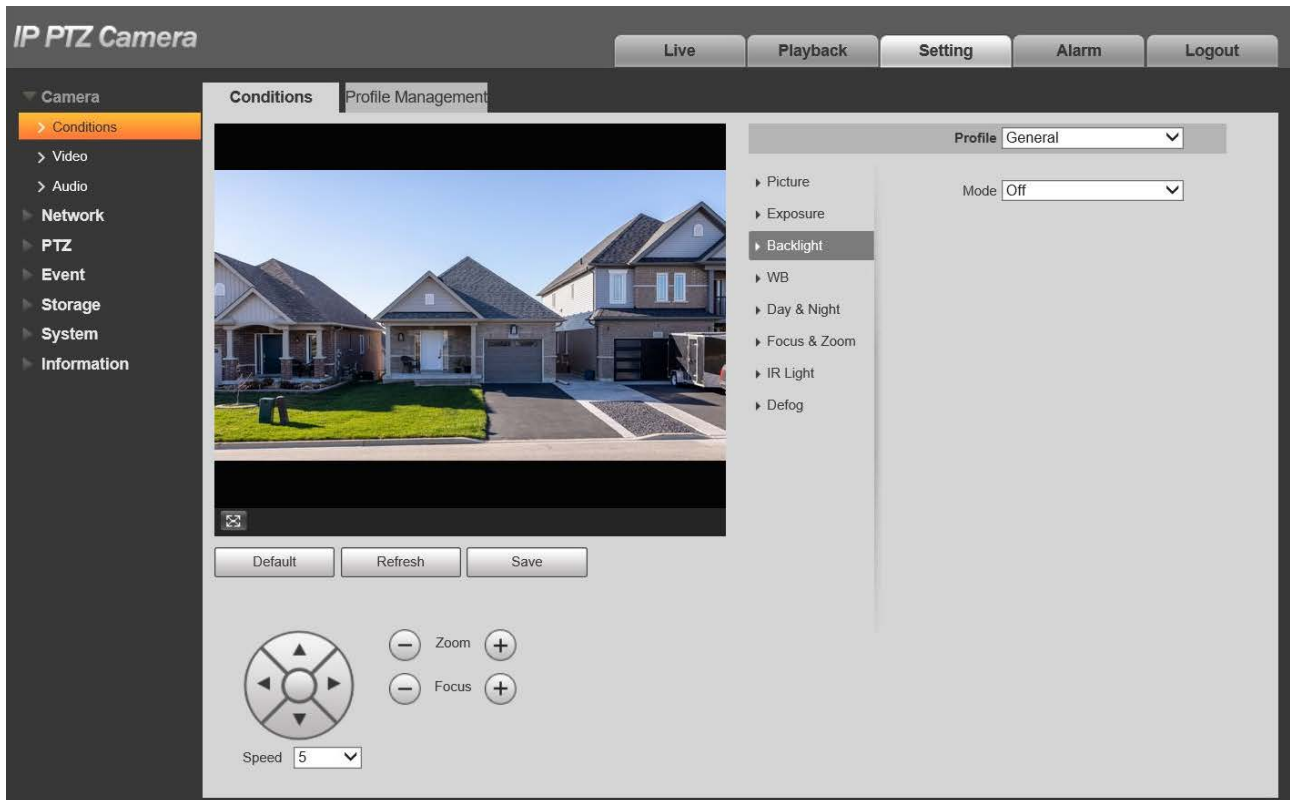 IP PTZ Camera
Live
Playback
Setting
Alarm
Logout
Camera
Conditions
Video
Audio
Network
PTZ
Event
Storage
System
Information
Conditions
Profile Management
Profile General
Picture
Exposure
Backlight
WB
Day & Night
Focus & Zoom
IR Light
Defog
Mode Off
Default
Refresh
Save
Zoom
Focus
Speed 5